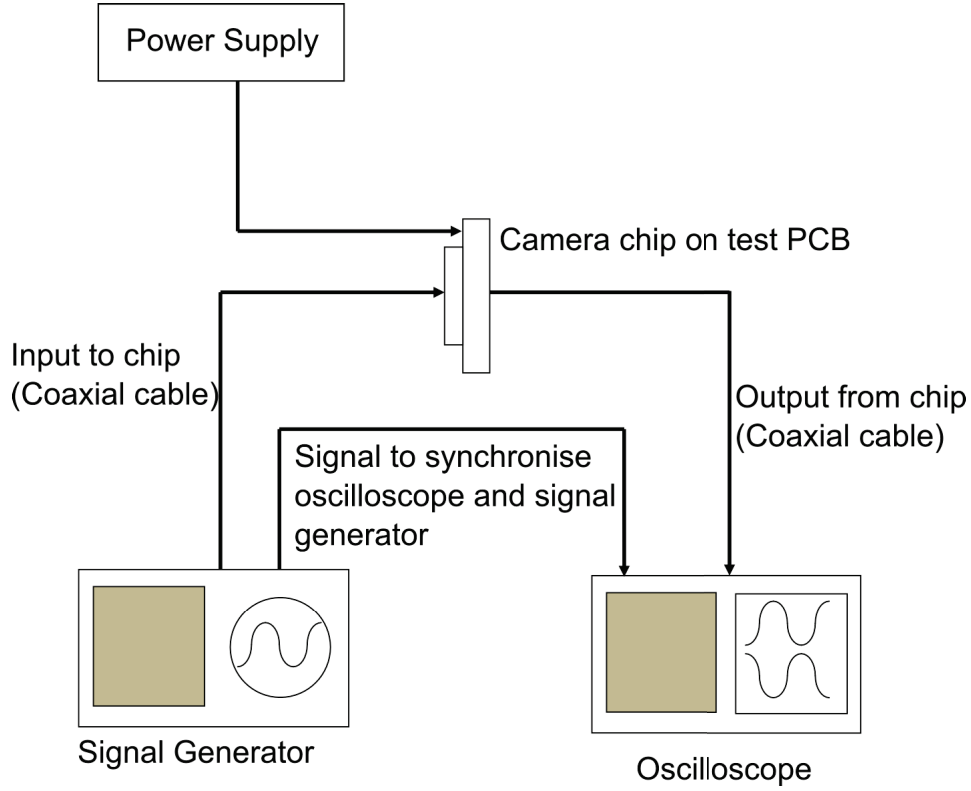 Power Supply
Camera chip on test PCB
Input to chip
(Coaxial cable)
Output from chip
(Coaxial cable)
Signal to synchronise
oscilloscope and signal
generator
Signal Generator
Oscilloscope